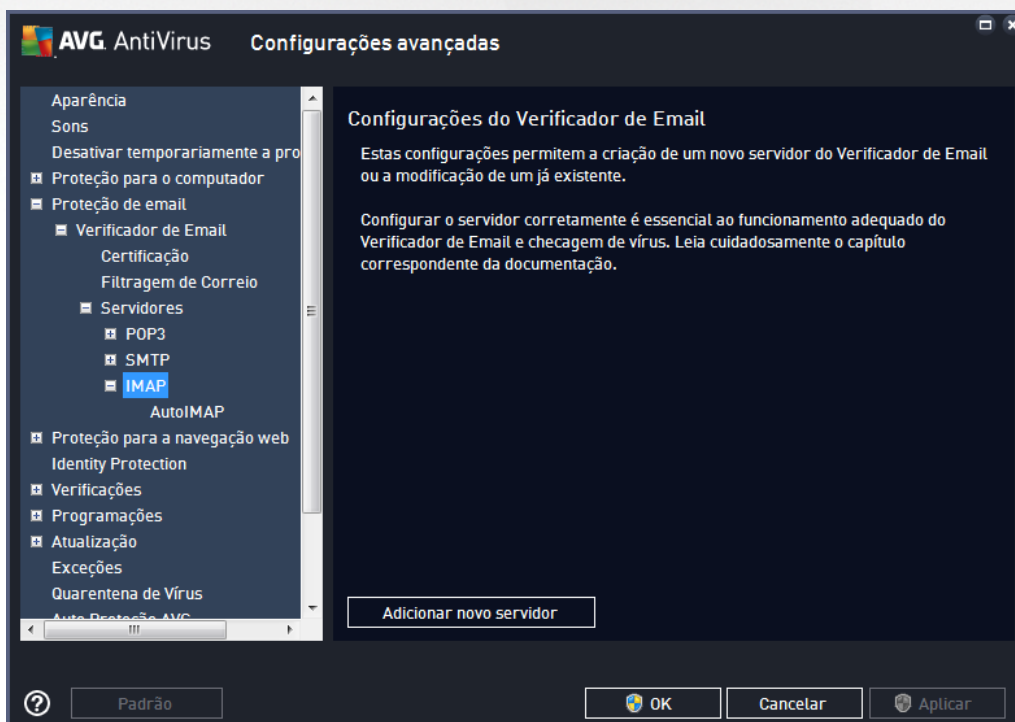 AVG. AntiVirus
Configurações avançadas
Aparência
Sons
Desativar temporariamente a pro
Proteção para o computador
Proteção de email
Verificador de Email
Certificação
Filtragem de Correio
Servidores
POP3
SMTP
IMAP
AutoIMAP
Proteção para a navegação web
Identity Protection
Verificações
Programações
Atualização
Exceções
Quarentena de Vírus
Auto Proteção AVG
Configurações do Verificador de Email
Estas configurações permitem a criação de um novo servidor do Verificador de Email
ou a modificação de um já existente.
Configurar o servidor corretamente é essencial ao funcionamento adequado do
Verificador de Email e checagem de vírus. Leia cuidadosamente o capítulo
correspondente da documentação.
Adicionar novo servidor
Padrão
OK
Cancelar
Aplicar